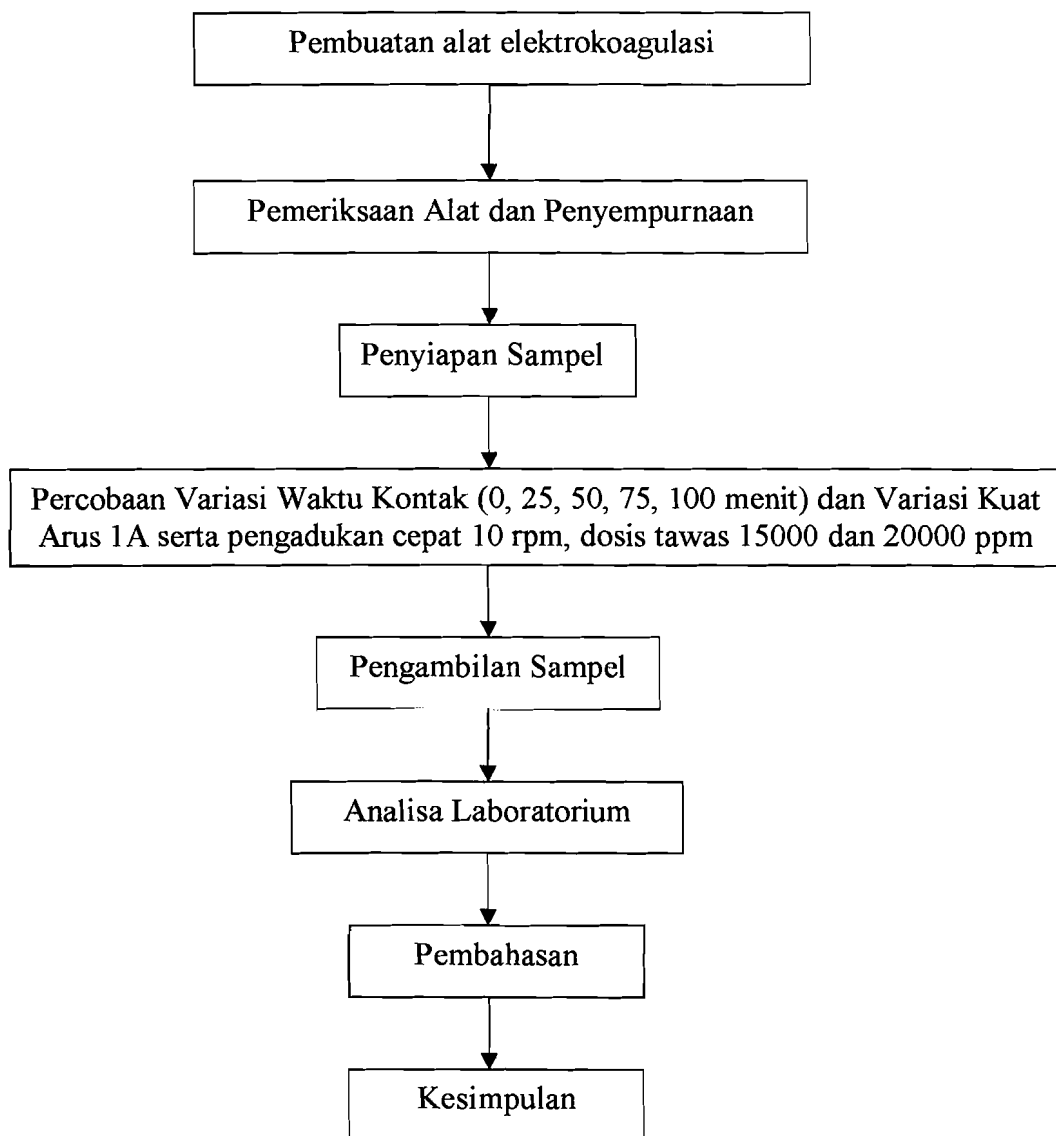 Pembuatan alat elektrokoagulasi
Pemeriksaan Alat dan Penyempurnaan
Penyiapan Sampel
Percobaan Variasi Waktu Kontak (0, 25, 50, 75, 100 menit) dan Variasi Kuat
Arus 1A serta pengadukan cepat 10 rpm, dosis tawas 15000 dan 20000 ppm
Pengambilan Sampel
Analisa Laboratorium
Pembahasan
Kesimpulan